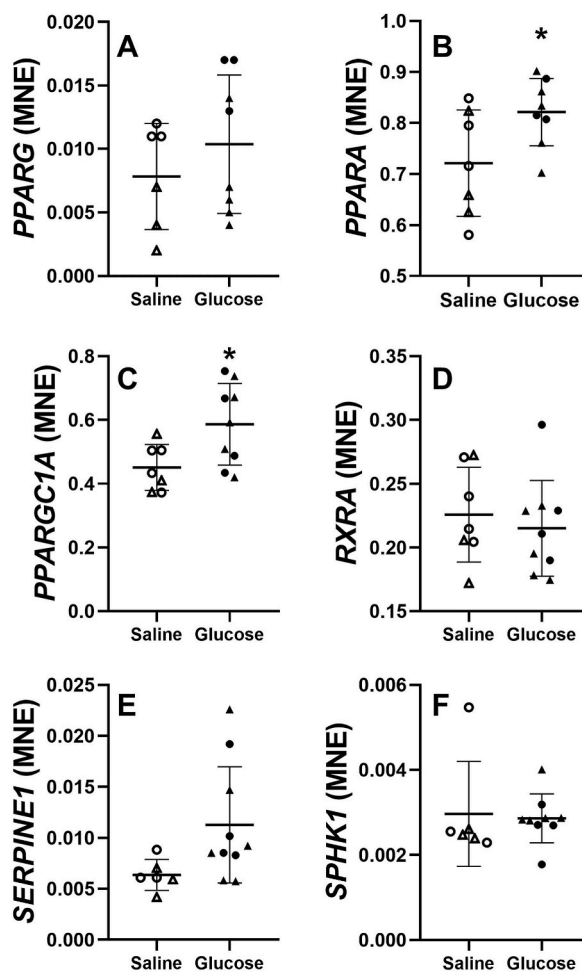 A
PPARG (MNE)
0.020
0.015
0.010
0.005
0.000
Saline Glucose
B
*
PPARA (MNE)
1.0
0.9
0.8
0.7
0.6
0.5
Saline Glucose
C
*
PPARGC1A (MNE)
0.8
0.6
0.4
0.2
0.0
Saline Glucose
D
RXRA (MNE)
0.35
0.30
0.25
0.20
0.15
Saline Glucose
E
SERPINE1 (MNE)
0.025
0.020
0.015
0.010
0.005
0.000
Saline Glucose
F
SPHK1 (MNE)
0.006
0.004
0.002
0.000
Saline Glucose